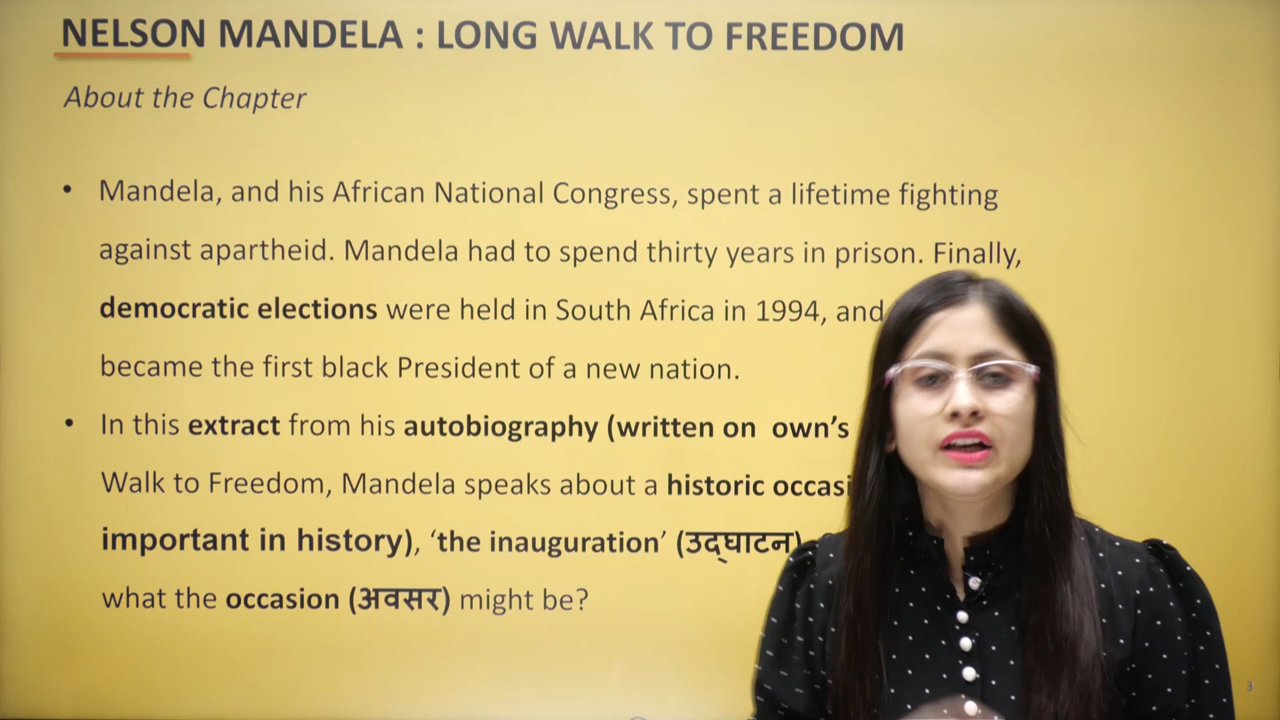 NELSON MANDELA : LONG WALK TO FREEDOM
About the Chapter
• Mandela, and his African National Congress, spent a lifetime fighting
against apartheid. Mandela had to spend thirty years in prison. Finally,
democratic elections were held in South Africa in 1994, and
became the first black President of a new nation.
• In this extract from his autobiography (written on own's
Walk to Freedom, Mandela speaks about a historic occasi
important in history), ‘the inauguration’ (उद्घाटन)
what the occasion (अवसर) might be?
3